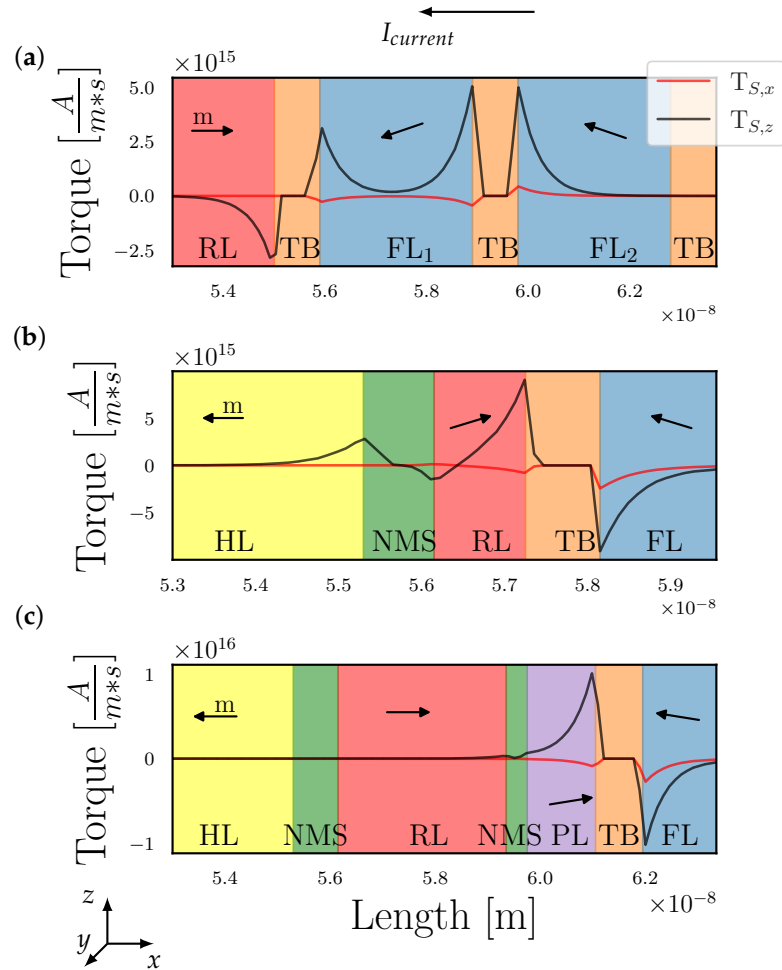 I_current
(a)
×10^15
T_S,x
T_S,z
Torque [A/m*s]
5.0
2.5
0.0
−2.5
m
RL TB FL_1 TB FL_2 TB
5.4 5.6 5.8 6.0 6.2
×10^−8
(b)
×10^15
Torque [A/m*s]
5
0
−5
m
HL NMS RL TB FL
5.3 5.4 5.5 5.6 5.7 5.8 5.9
×10^−8
(c)
×10^16
Torque [A/m*s]
1
0
−1
m
HL NMS RL NMS PL TB FL
5.4 5.6 5.8 6.0 6.2
×10^−8
Length [m]
z
y
x